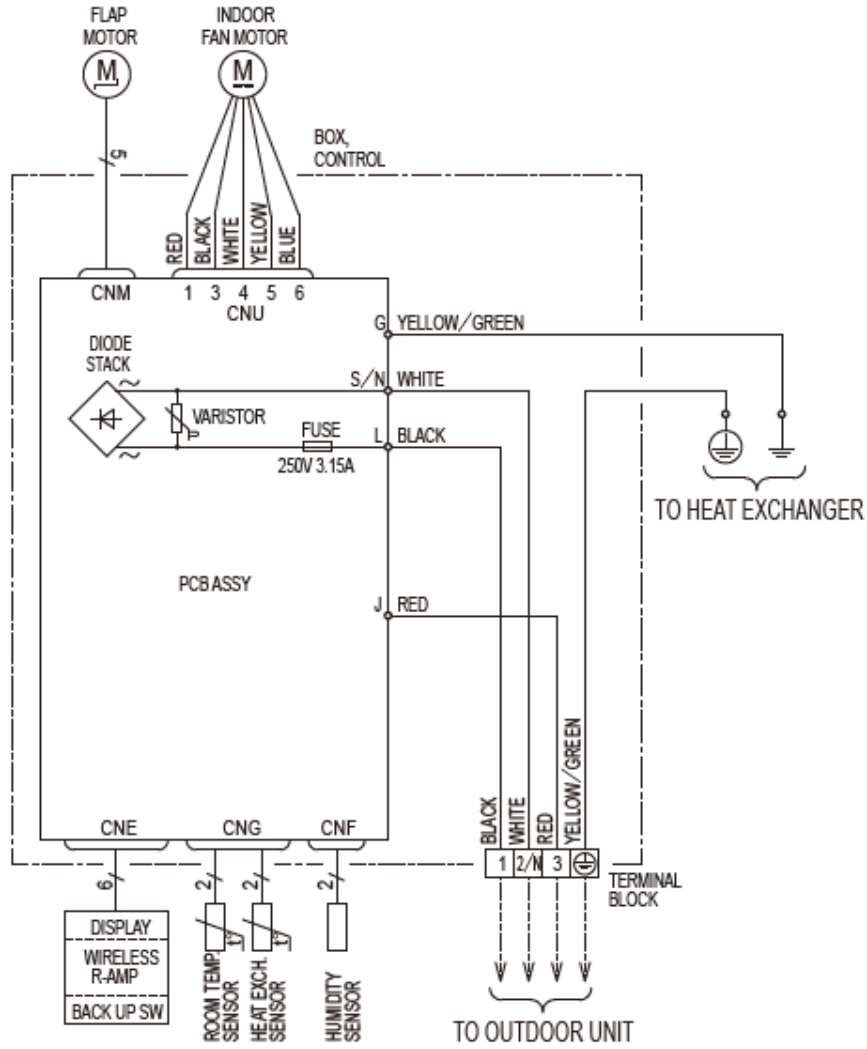 FLAP
MOTOR
M
INDOOR
FAN MOTOR
M
5
BOX,
CONTROL
RED
BLACK
WHITE
YELLOW
BLUE
CNM
1 3 4 5 6
CNU
G YELLOW/GREEN
DIODE
STACK
S/N WHITE
VARISTOR
FUSE
250V 3.15A
L BLACK
TO HEAT EXCHANGER
PCB ASSY
J RED
BLACK
WHITE
RED
YELLOW/GREEN
CNE
CNG
CNF
1 2/N 3
TERMINAL
BLOCK
6
2
2
2
DISPLAY
WIRELESS
R-AMP
BACK UP SW
t°
t°
ROOM TEMP.
SENSOR
HEAT EXCH.
SENSOR
HUMIDITY
SENSOR
TO OUTDOOR UNIT